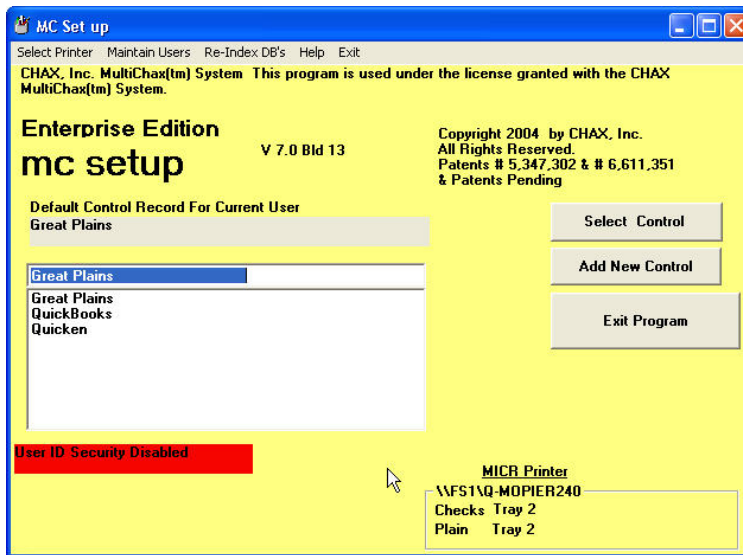 MC Set up
Select Printer Maintain Users Re-Index DB's Help Exit
CHAX, Inc. MultiChax(tm) System This program is used under the license granted with the CHAX
MultiChax(tm) System.
Enterprise Edition
mc setup
V 7.0 Bld 13
Copyright 2004 by CHAX, Inc.
All Rights Reserved.
Patents # 5,347,302 & # 6,611,351
& Patents Pending
Default Control Record For Current User
Great Plains
Select Control
Great Plains
Add New Control
Great Plains
QuickBooks
Quicken
Exit Program
User ID Security Disabled
MICR Printer
\\FS1\Q-MOPIER240
Checks Tray 2
Plain Tray 2